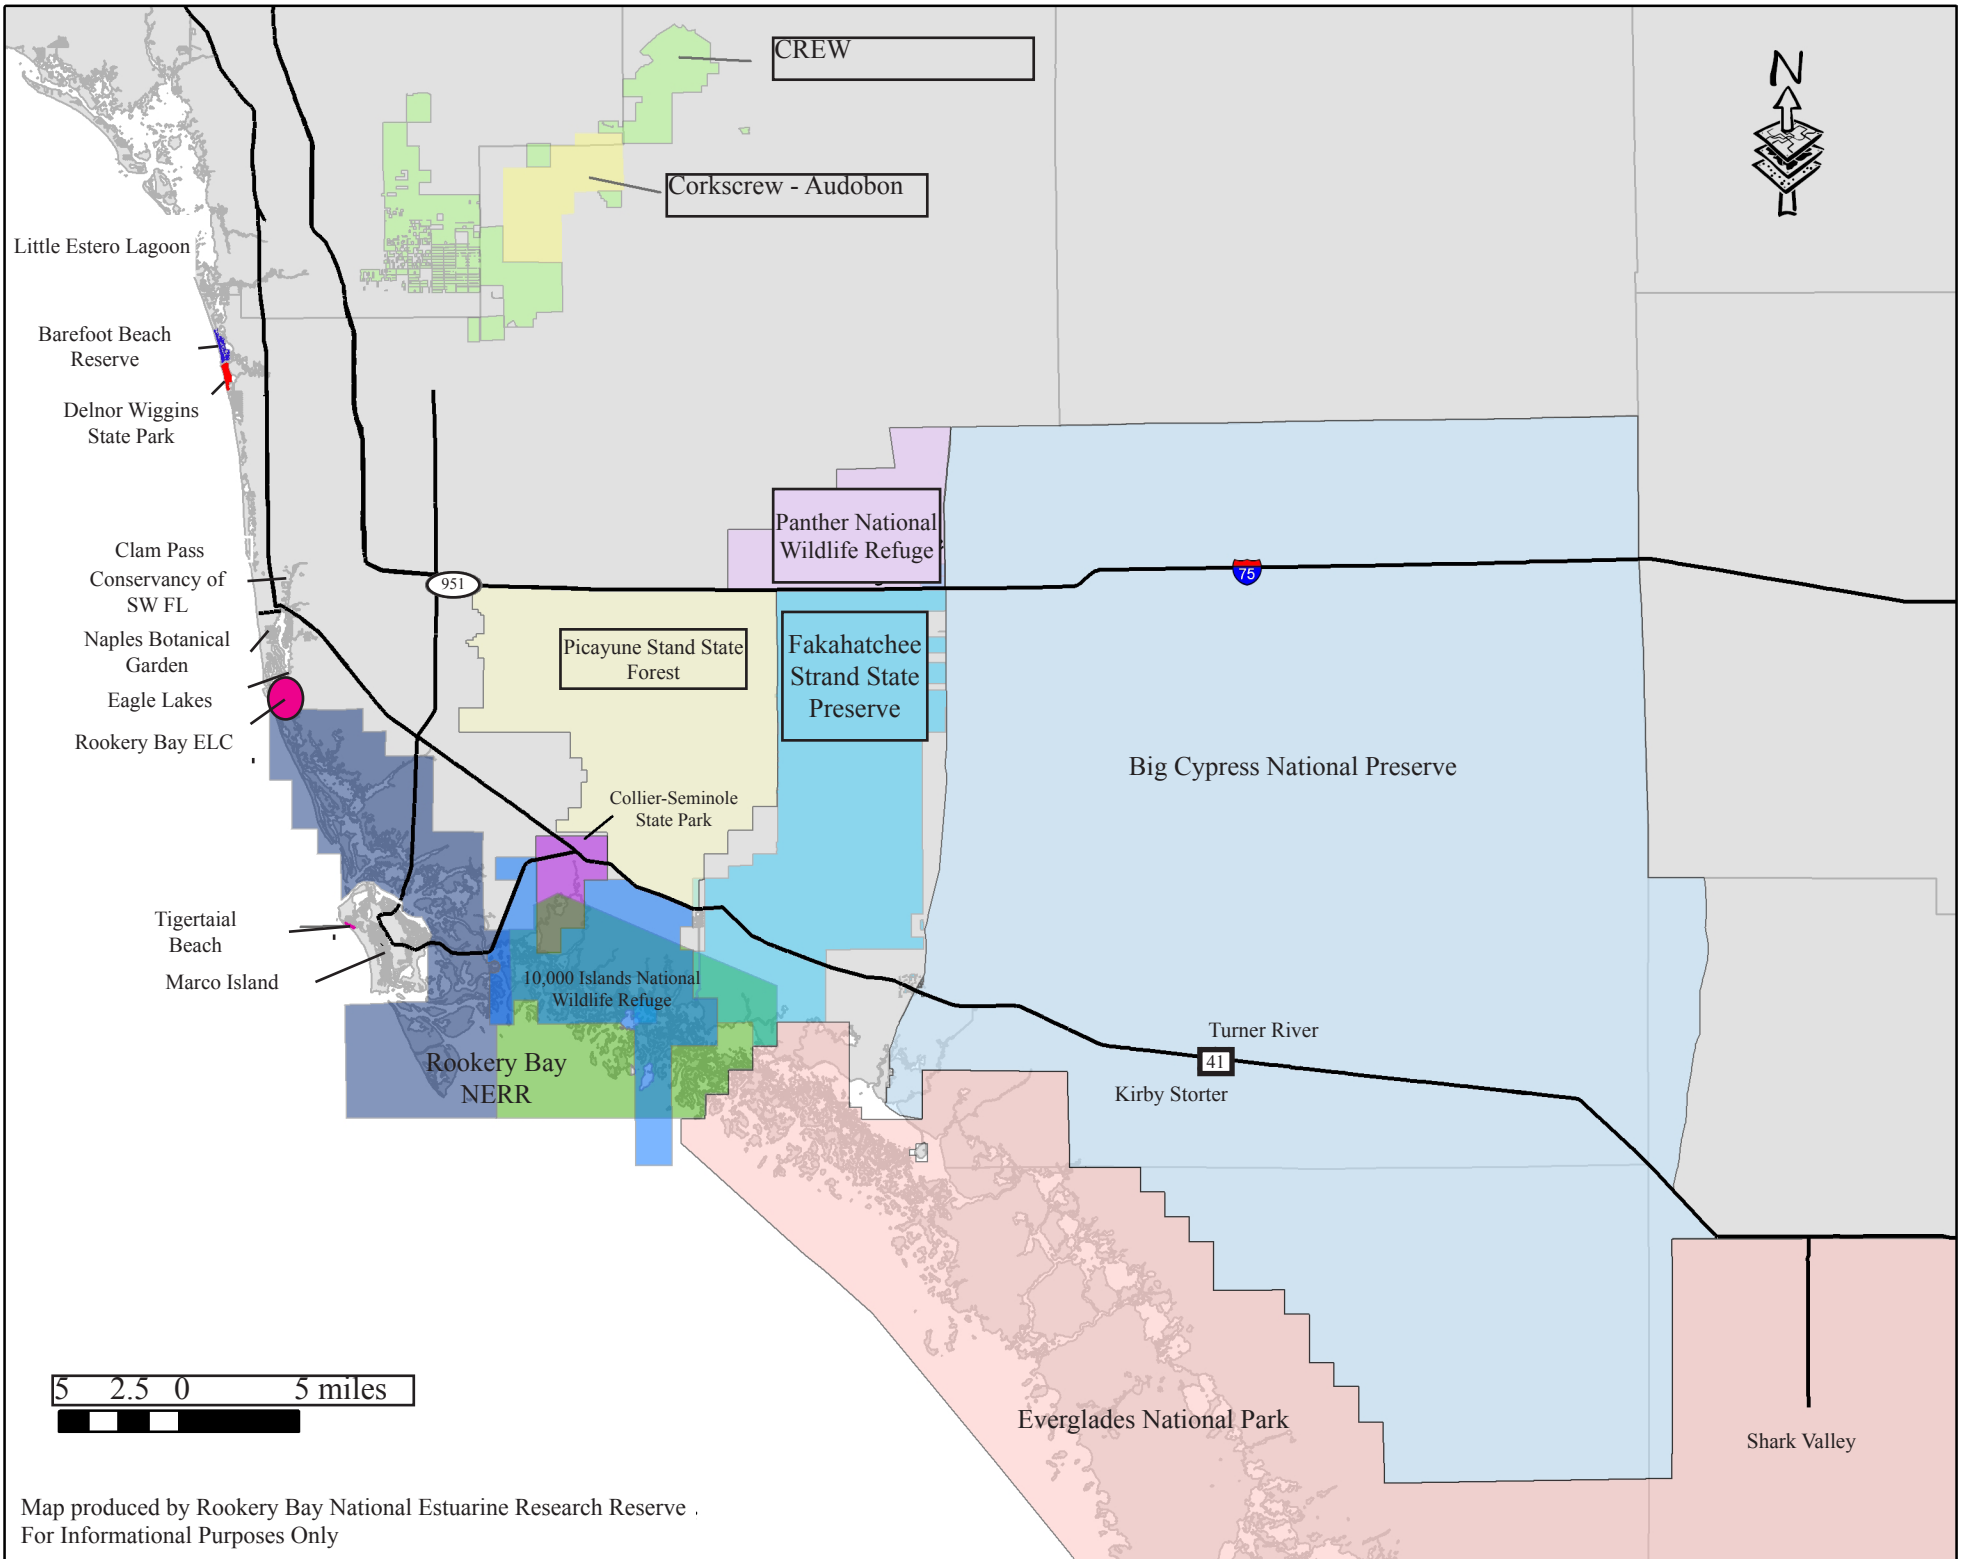 N
CREW
Corkscrew - Audobon
Little Estero Lagoon
Barefoot Beach
Reserve
Delnor Wiggins
State Park
Panther National
Wildlife Refuge
Clam Pass
Conservancy of
SW FL
951
75
Naples Botanical
Garden
Picayune Stand State
Forest
Fakahatchee
Strand State
Preserve
Eagle Lakes
Rookery Bay ELC
Big Cypress National Preserve
Collier-Seminole
State Park
Tigertaial
Beach
Marco Island
10,000 Islands National
Wildlife Refuge
Rookery Bay
NERR
Turner River
41
Kirby Storter
5 2.5 0 5 miles
Everglades National Park
Shark Valley
Map produced by Rookery Bay National Estuarine Research Reserve .
For Informational Purposes Only